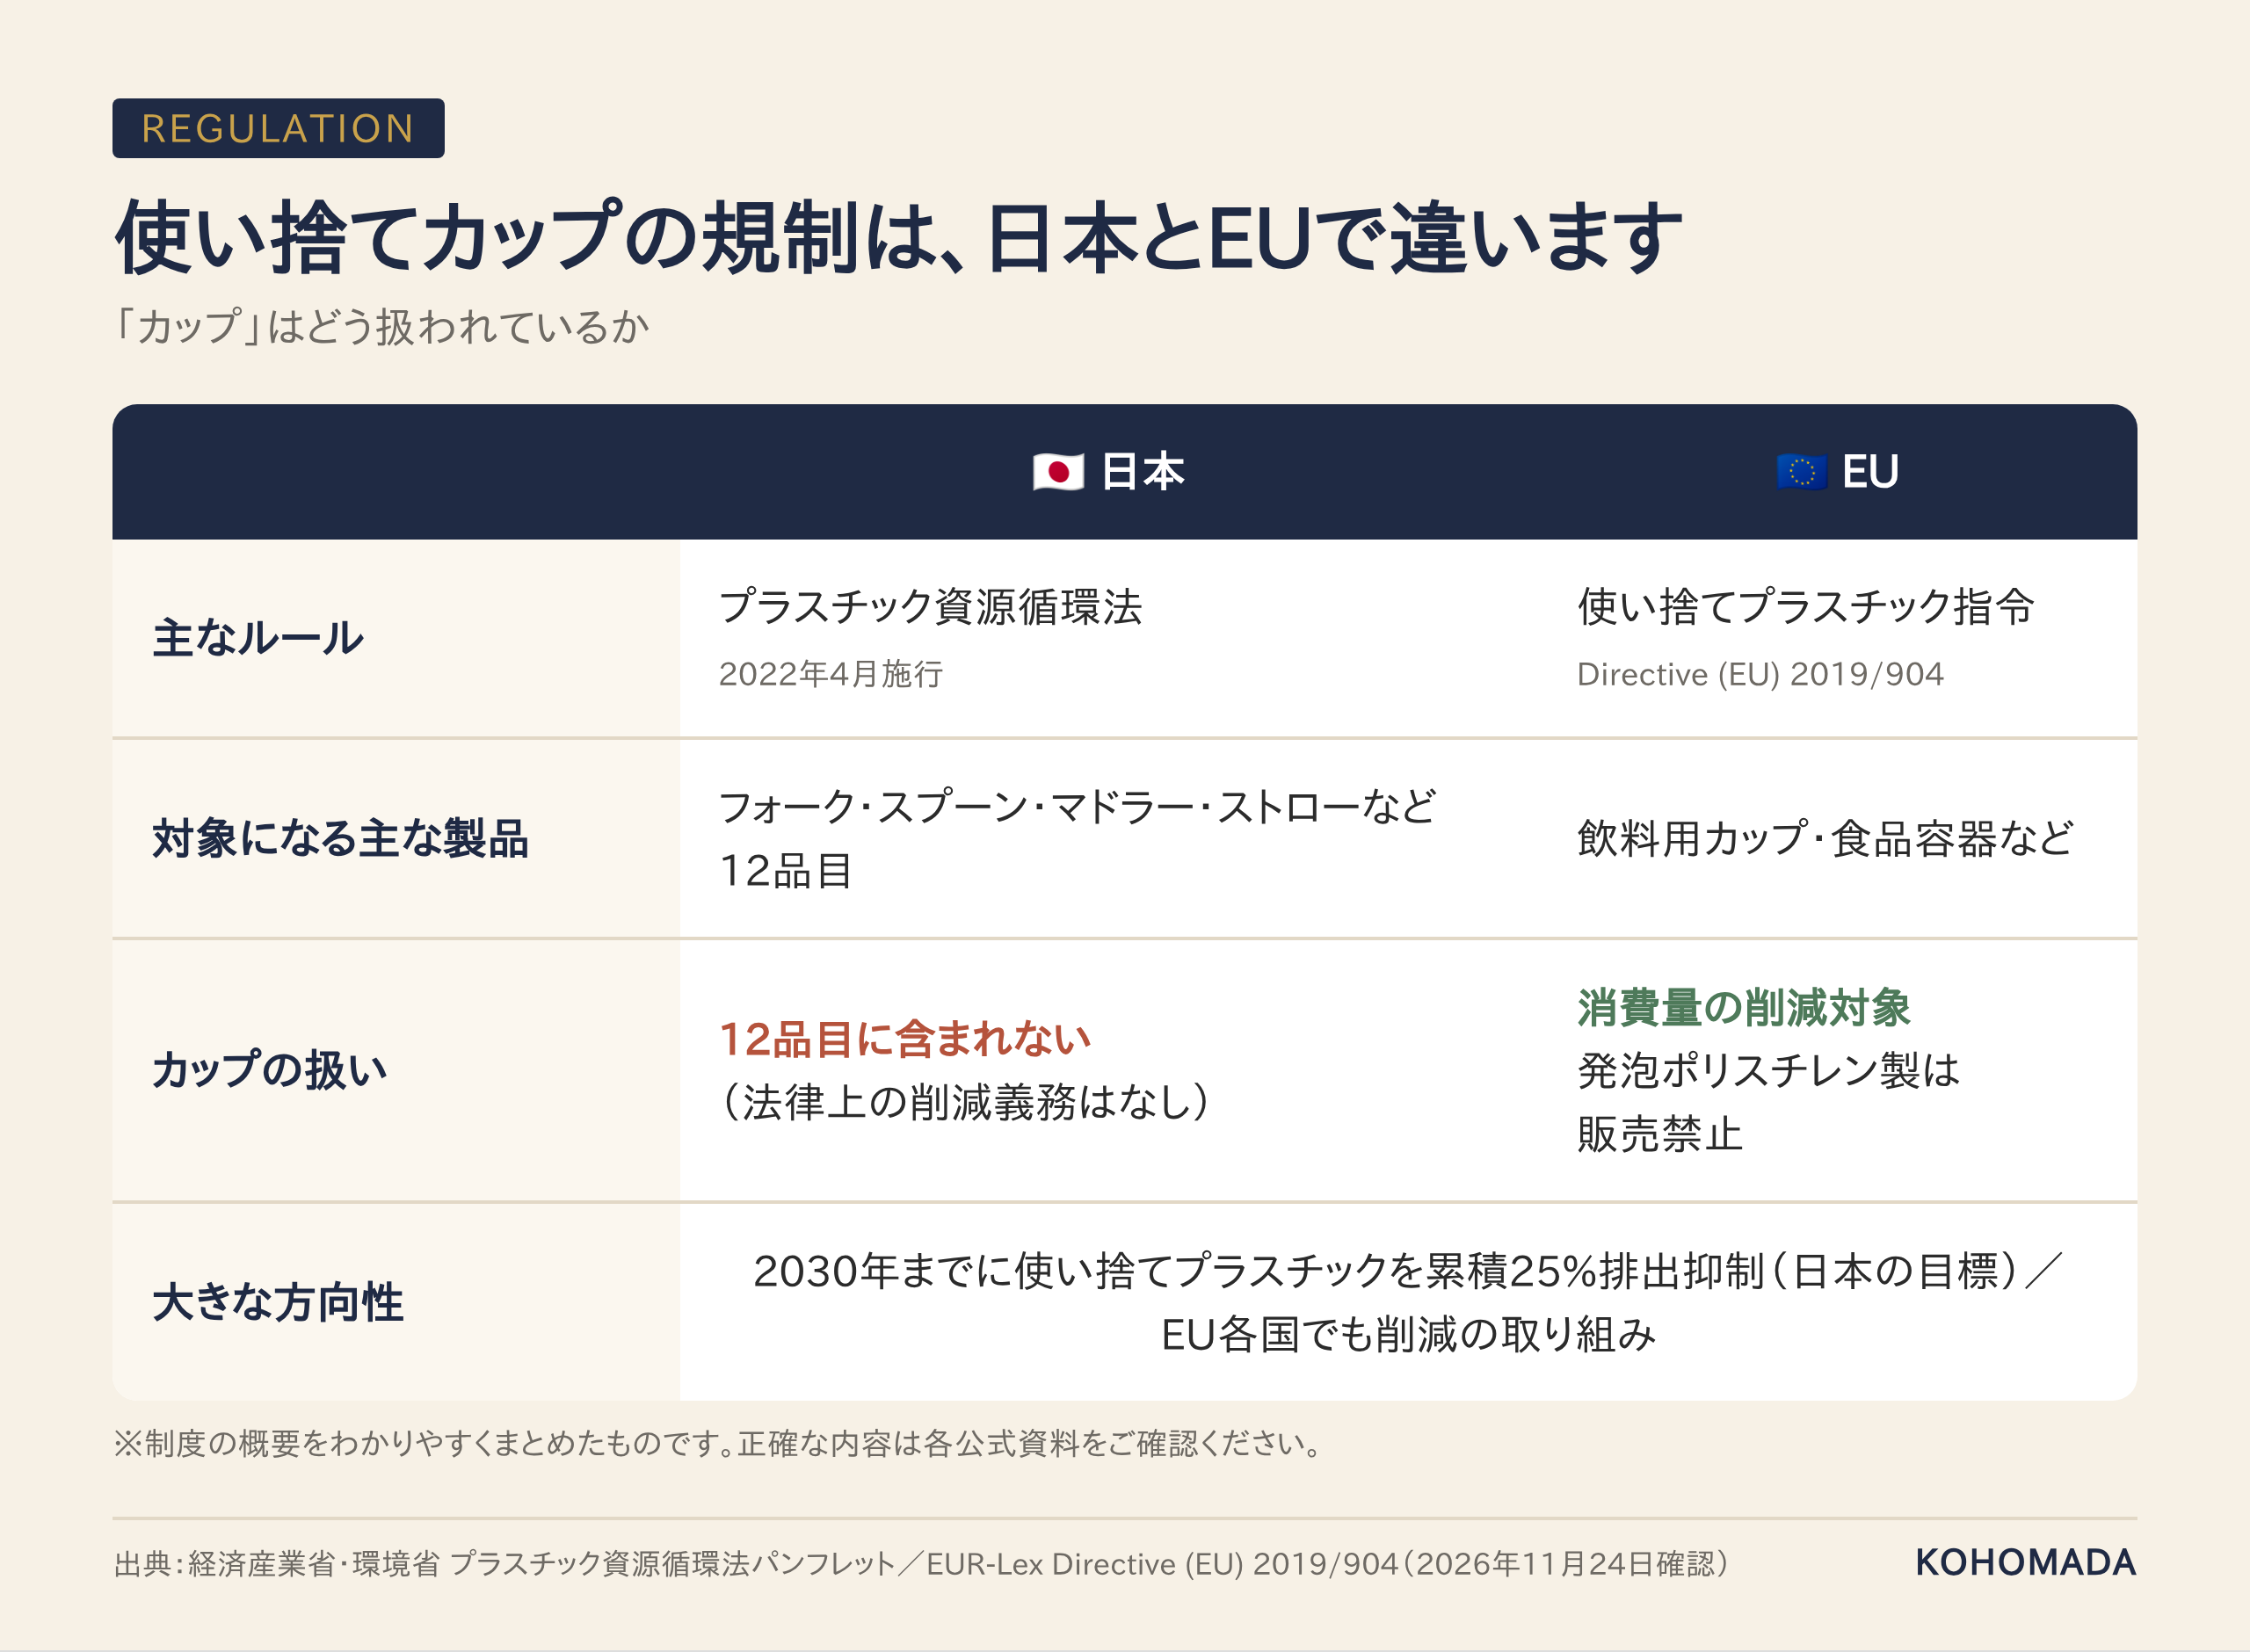 REGULATION
使い捨てカップの規制は、日本とEUで違います
「カップ」はどう扱われているか
🇯🇵 日本
🇪🇺 EU
主なルール
プラスチック資源循環法
2022年4月施行
使い捨てプラスチック指令
Directive (EU) 2019/904
対象になる主な製品
フォーク・スプーン・マドラー・ストローなど
12品目
飲料用カップ・食品容器など
カップの扱い
12品目に含まれない
(法律上の削減義務はなし)
消費量の削減対象
発泡ポリスチレン製は
販売禁止
大きな方向性
2030年までに使い捨てプラスチックを累積25%排出抑制(日本の目標)／
EU各国でも削減の取り組み
※制度の概要をわかりやすくまとめたものです。正確な内容は各公式資料をご確認ください。
出典：経済産業省・環境省 プラスチック資源循環法パンフレット／EUR-Lex Directive (EU) 2019/904(2026年11月24日確認)
KOHOMADA